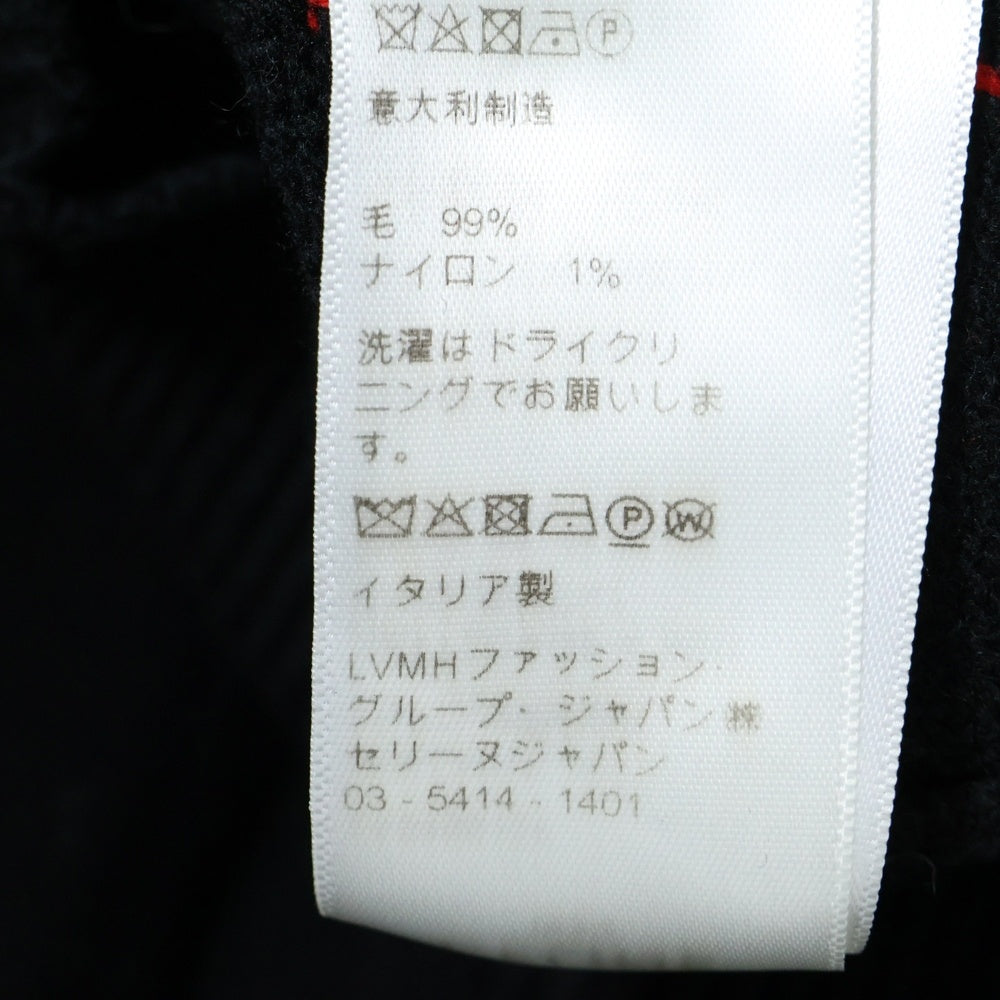 P
意大利制造
毛 99%
ナイロン 1%
洗濯はドライクリ
ニングでお願いしま
す。
P W
イタリア製
LVMHファッション・
グループ・ジャパン 株
セリーヌジャパン
03 - 5414 - 1401